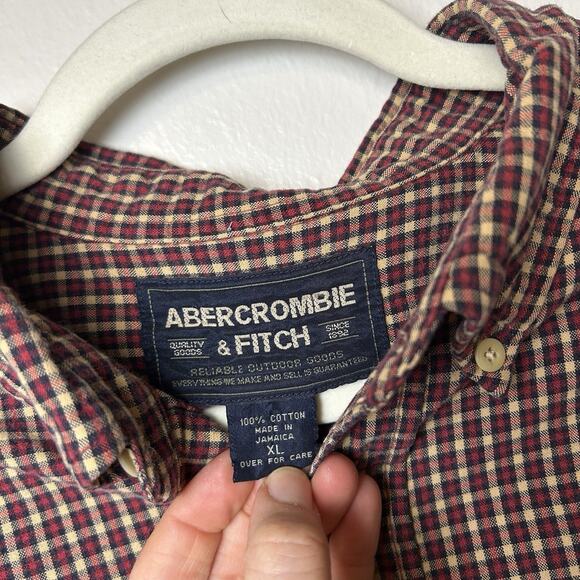 ABERCROMBIE
& FITCH
QUALITY
GOODS
SINCE
1892
RELIABLE OUTDOOR GOODS
EVERYTHING WE MAKE AND SELL IS GUARANTEED
100% COTTON
MADE IN
JAMAICA
XL
OVER FOR CARE